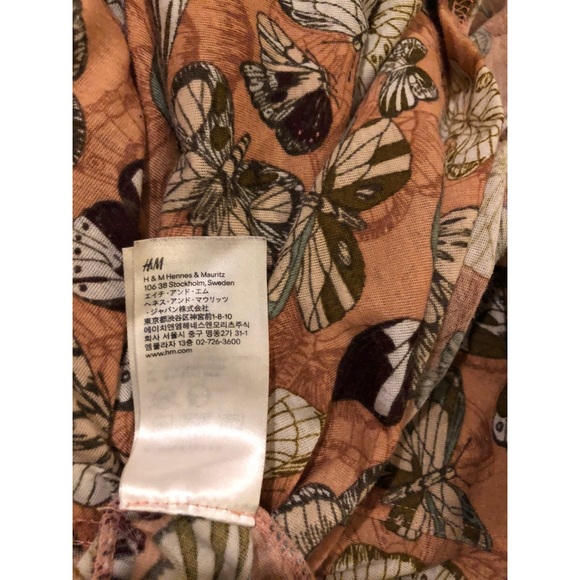 H&M
H & M Hennes & Mauritz
106 38 Stockholm, Sweden
エイチ・アンド・エム
ヘネス・アンド・マウリッツ
・ジャパン株式会社
東京都渋谷区神宮前1-8-10
에이치앤엠헤네스앤모리츠주식
회사 서울시 중구 명동2가 31-1
엠플라자 13층 02-726-3600
www.hm.com